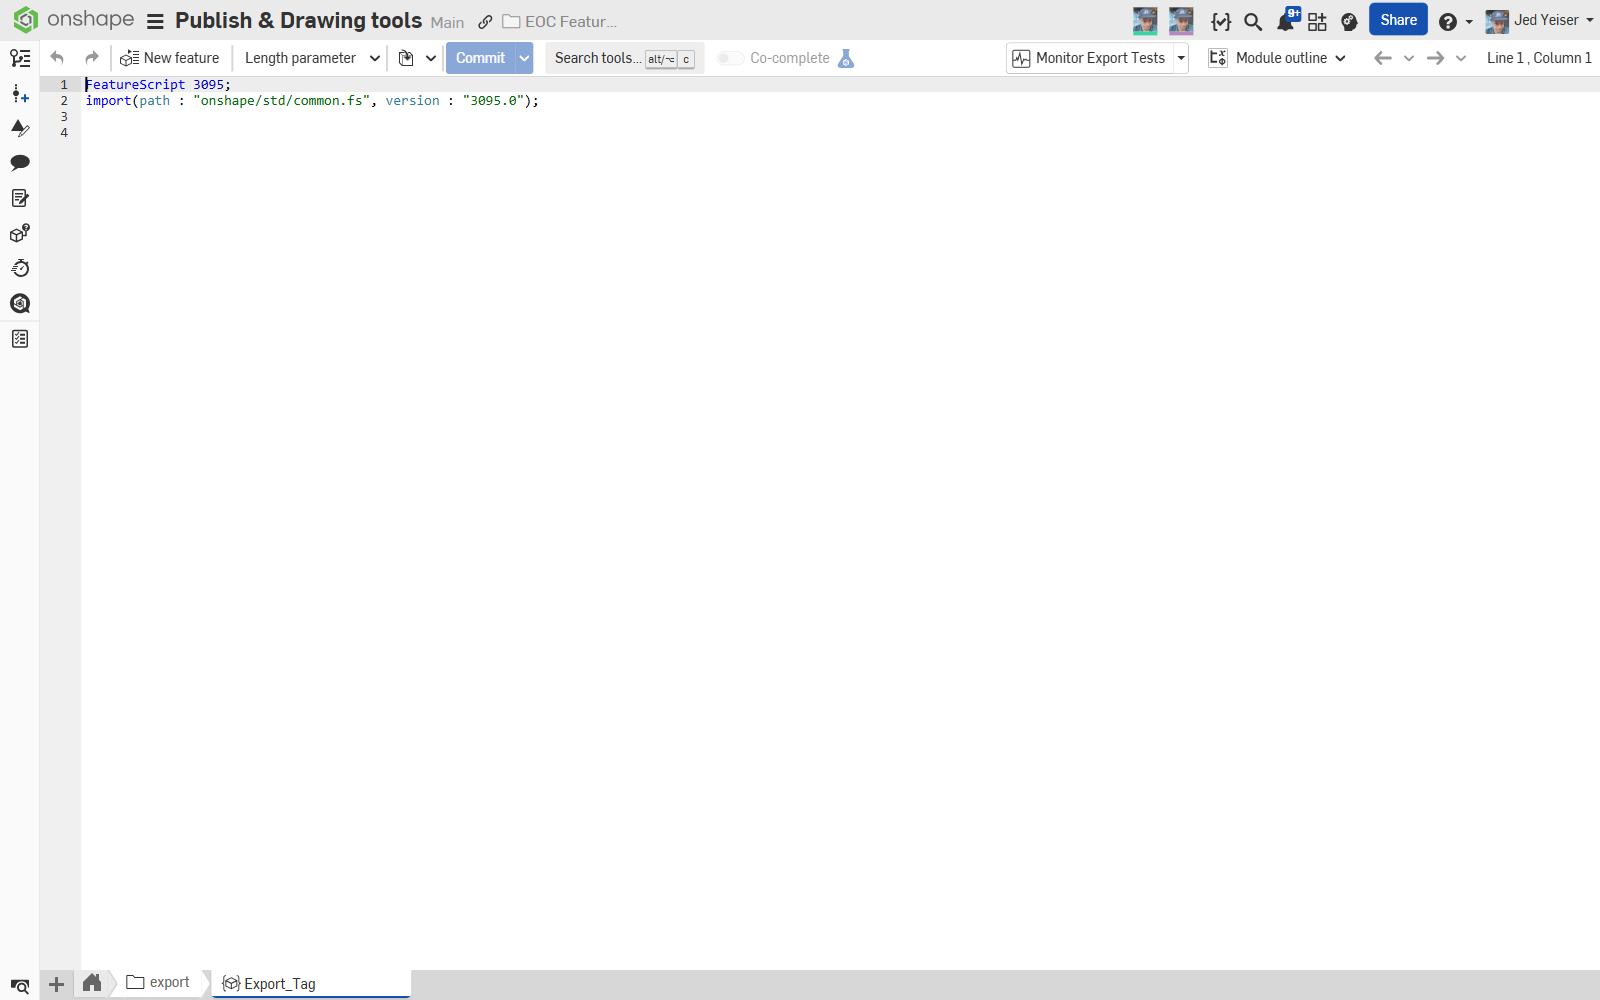 onshape Publish & Drawing tools Main EOC Featur... 9+ Share Jed Yeiser
New feature Length parameter Commit Search tools... alt/⌥ c Co-complete Monitor Export Tests Module outline Line 1 , Column 1
1 FeatureScript 3095;
2 import(path : "onshape/std/common.fs", version : "3095.0");
3
4
export Export_Tag